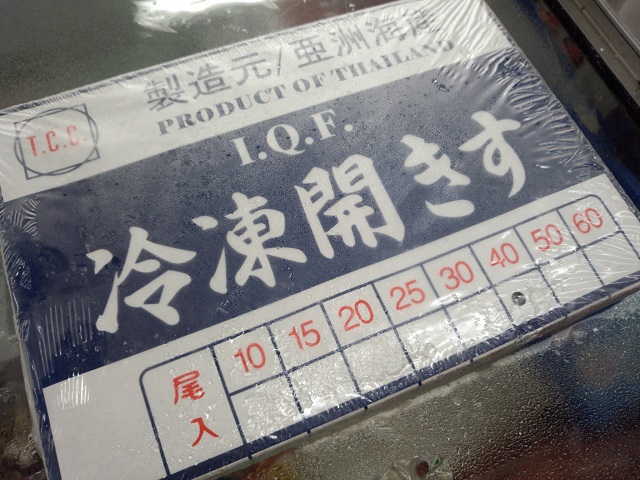 製造元/亜洲海産
PRODUCT OF THAILAND
T.C.C.
I.Q.F.
冷凍開きす
尾入 10 15 20 25 30 40 50 60